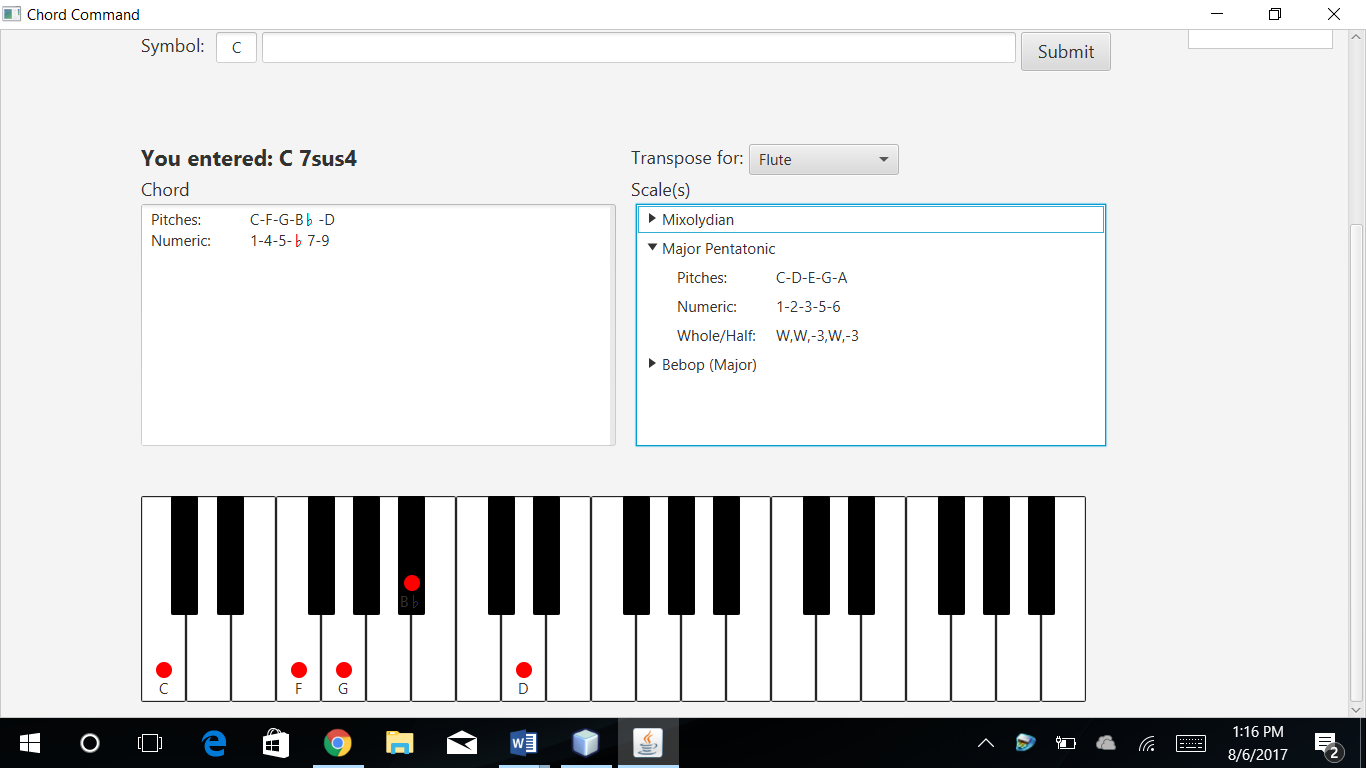 Chord Command
Symbol: C
Submit
You entered: C 7sus4
Transpose for: Flute
Chord
Scale(s)
Pitches: C-F-G-B♭ -D
Numeric: 1-4-5-♭ 7-9
Mixolydian
Major Pentatonic
Pitches: C-D-E-G-A
Numeric: 1-2-3-5-6
Whole/Half: W,W,-3,W,-3
Bebop (Major)
B♭
C F G D
1:16 PM
8/6/2017
2